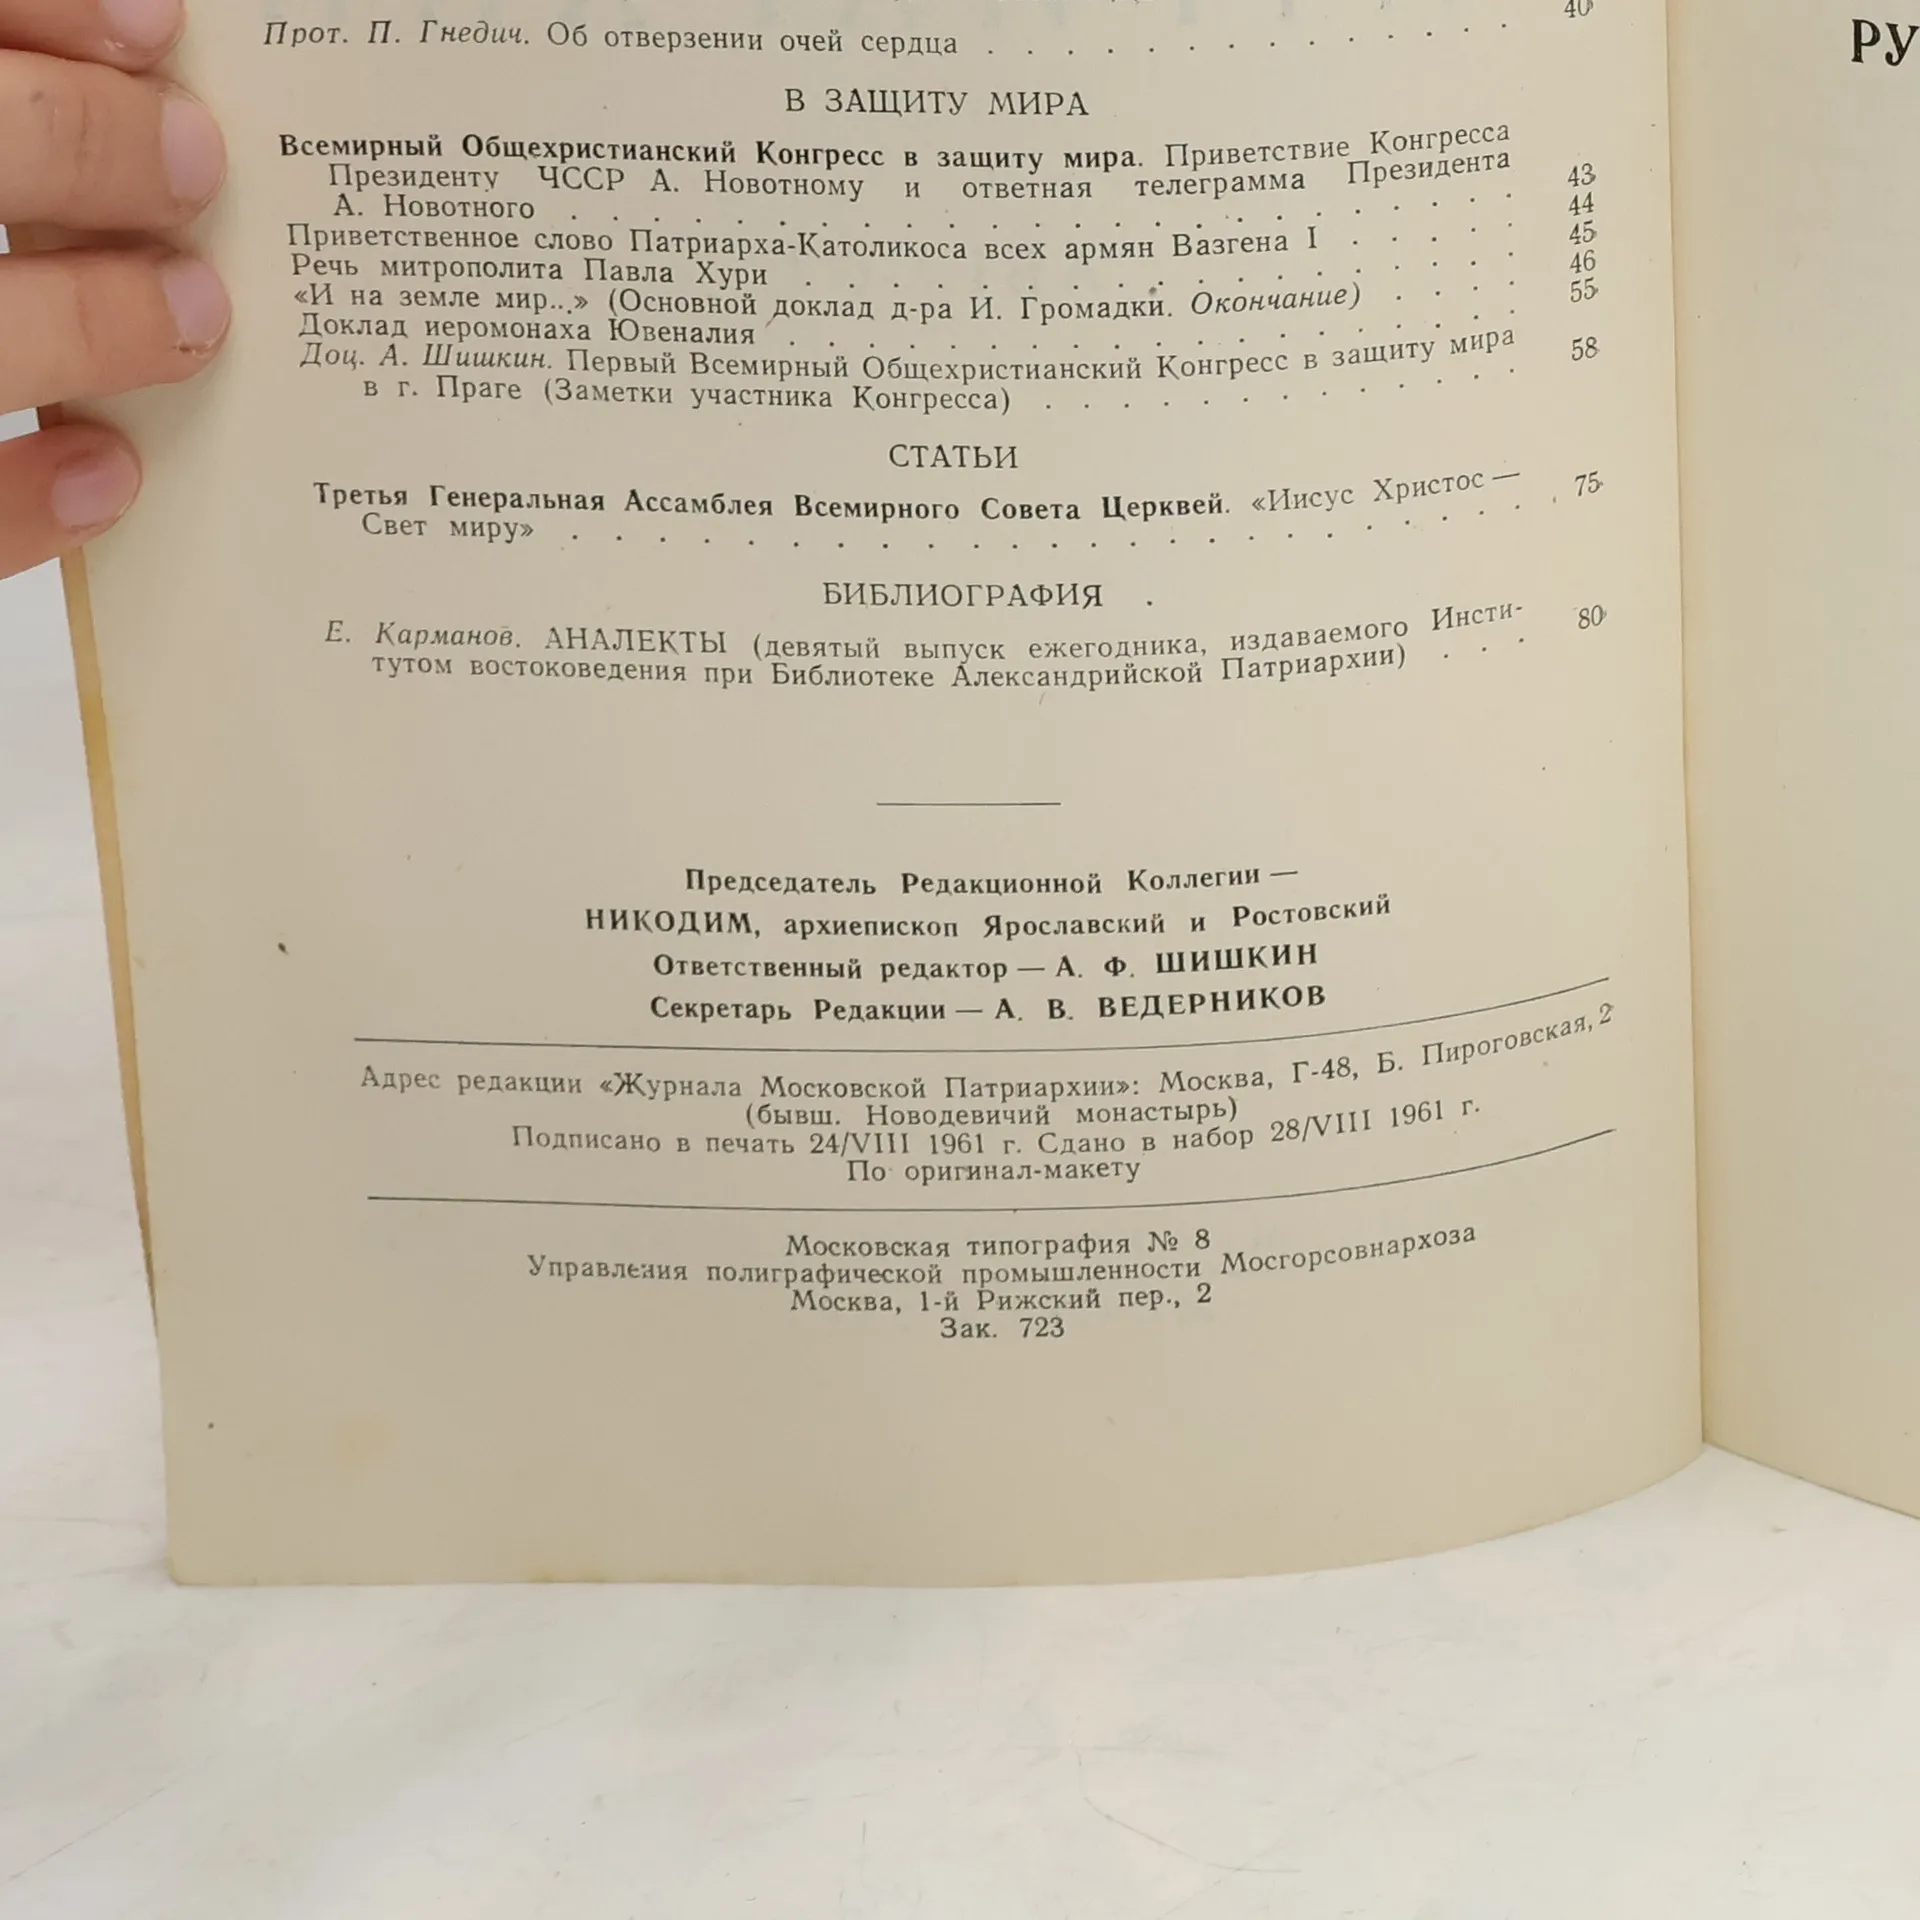 40
Прот. П. Гнедич. Об отверзении очей сердца . . . . . . . . . . . . . .
В ЗАЩИТУ МИРА
Всемирный Общехристианский Конгресс в защиту мира. Приветствие Конгресса
Президенту ЧССР А. Новотному и ответная телеграмма Президента
А. Новотного . . . . . . . . . . . . . . . . . . . . . . . 43
Приветственное слово Патриарха-Католикоса всех армян Вазгена I . . . . . 44
Речь митрополита Павла Хури . . . . . . . . . . . . . . . . . 45
«И на земле мир...» (Основной доклад д-ра И. Громадки. Окончание) . . . . 46
Доклад иеромонаха Ювеналия . . . . . . . . . . . . . . . . . 55
Доц. А. Шишкин. Первый Всемирный Общехристианский Конгресс в защиту мира
в г. Праге (Заметки участника Конгресса) . . . . . . . . . . . . 58
СТАТЬИ
Третья Генеральная Ассамблея Всемирного Совета Церквей. «Иисус Христос —
Свет миру» . . . . . . . . . . . . . . . . . . . . . . . 75
БИБЛИОГРАФИЯ .
Е. Карманов. АНАЛЕКТЫ (девятый выпуск ежегодника, издаваемого Инсти-
тутом востоковедения при Библиотеке Александрийской Патриархии) . . . 80
Председатель Редакционной Коллегии —
НИКОДИМ, архиепископ Ярославский и Ростовский
Ответственный редактор — А. Ф. ШИШКИН
Секретарь Редакции — А. В. ВЕДЕРНИКОВ
Адрес редакции «Журнала Московской Патриархии»: Москва, Г-48, Б. Пироговская, 2
(бывш. Новодевичий монастырь)
Подписано в печать 24/VIII 1961 г. Сдано в набор 28/VIII 1961 г.
По оригинал-макету
Московская типография № 8
Управления полиграфической промышленности Мосгорсовнархоза
Москва, 1-й Рижский пер., 2
Зак. 723
РУ